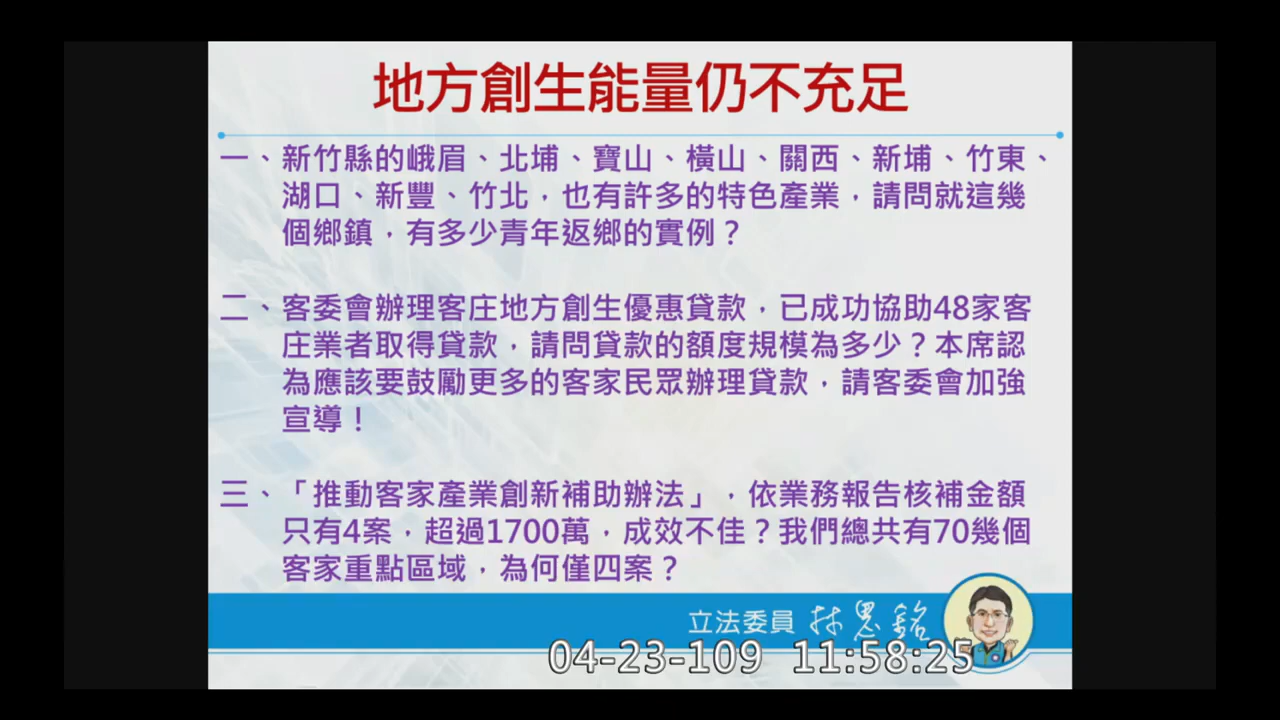 地方創生能量仍不充足
一、新竹縣的峨眉、北埔、寶山、橫山、關西、新埔、竹東、
湖口、新豐、竹北，也有許多的特色產業，請問就這幾
個鄉鎮，有多少青年返鄉的實例？
二、客委會辦理客庄地方創生優惠貸款，已成功協助48家客
庄業者取得貸款，請問貸款的額度規模為多少？本席認
為應該要鼓勵更多的客家民眾辦理貸款，請客委會加強
宣導！
三、「推動客家產業創新補助辦法」，依業務報告核補金額
只有4案，超過1700萬，成效不佳？我們總共有70幾個
客家重點區域，為何僅四案？
立法委員 林思銘
04-23-109 11:58:25